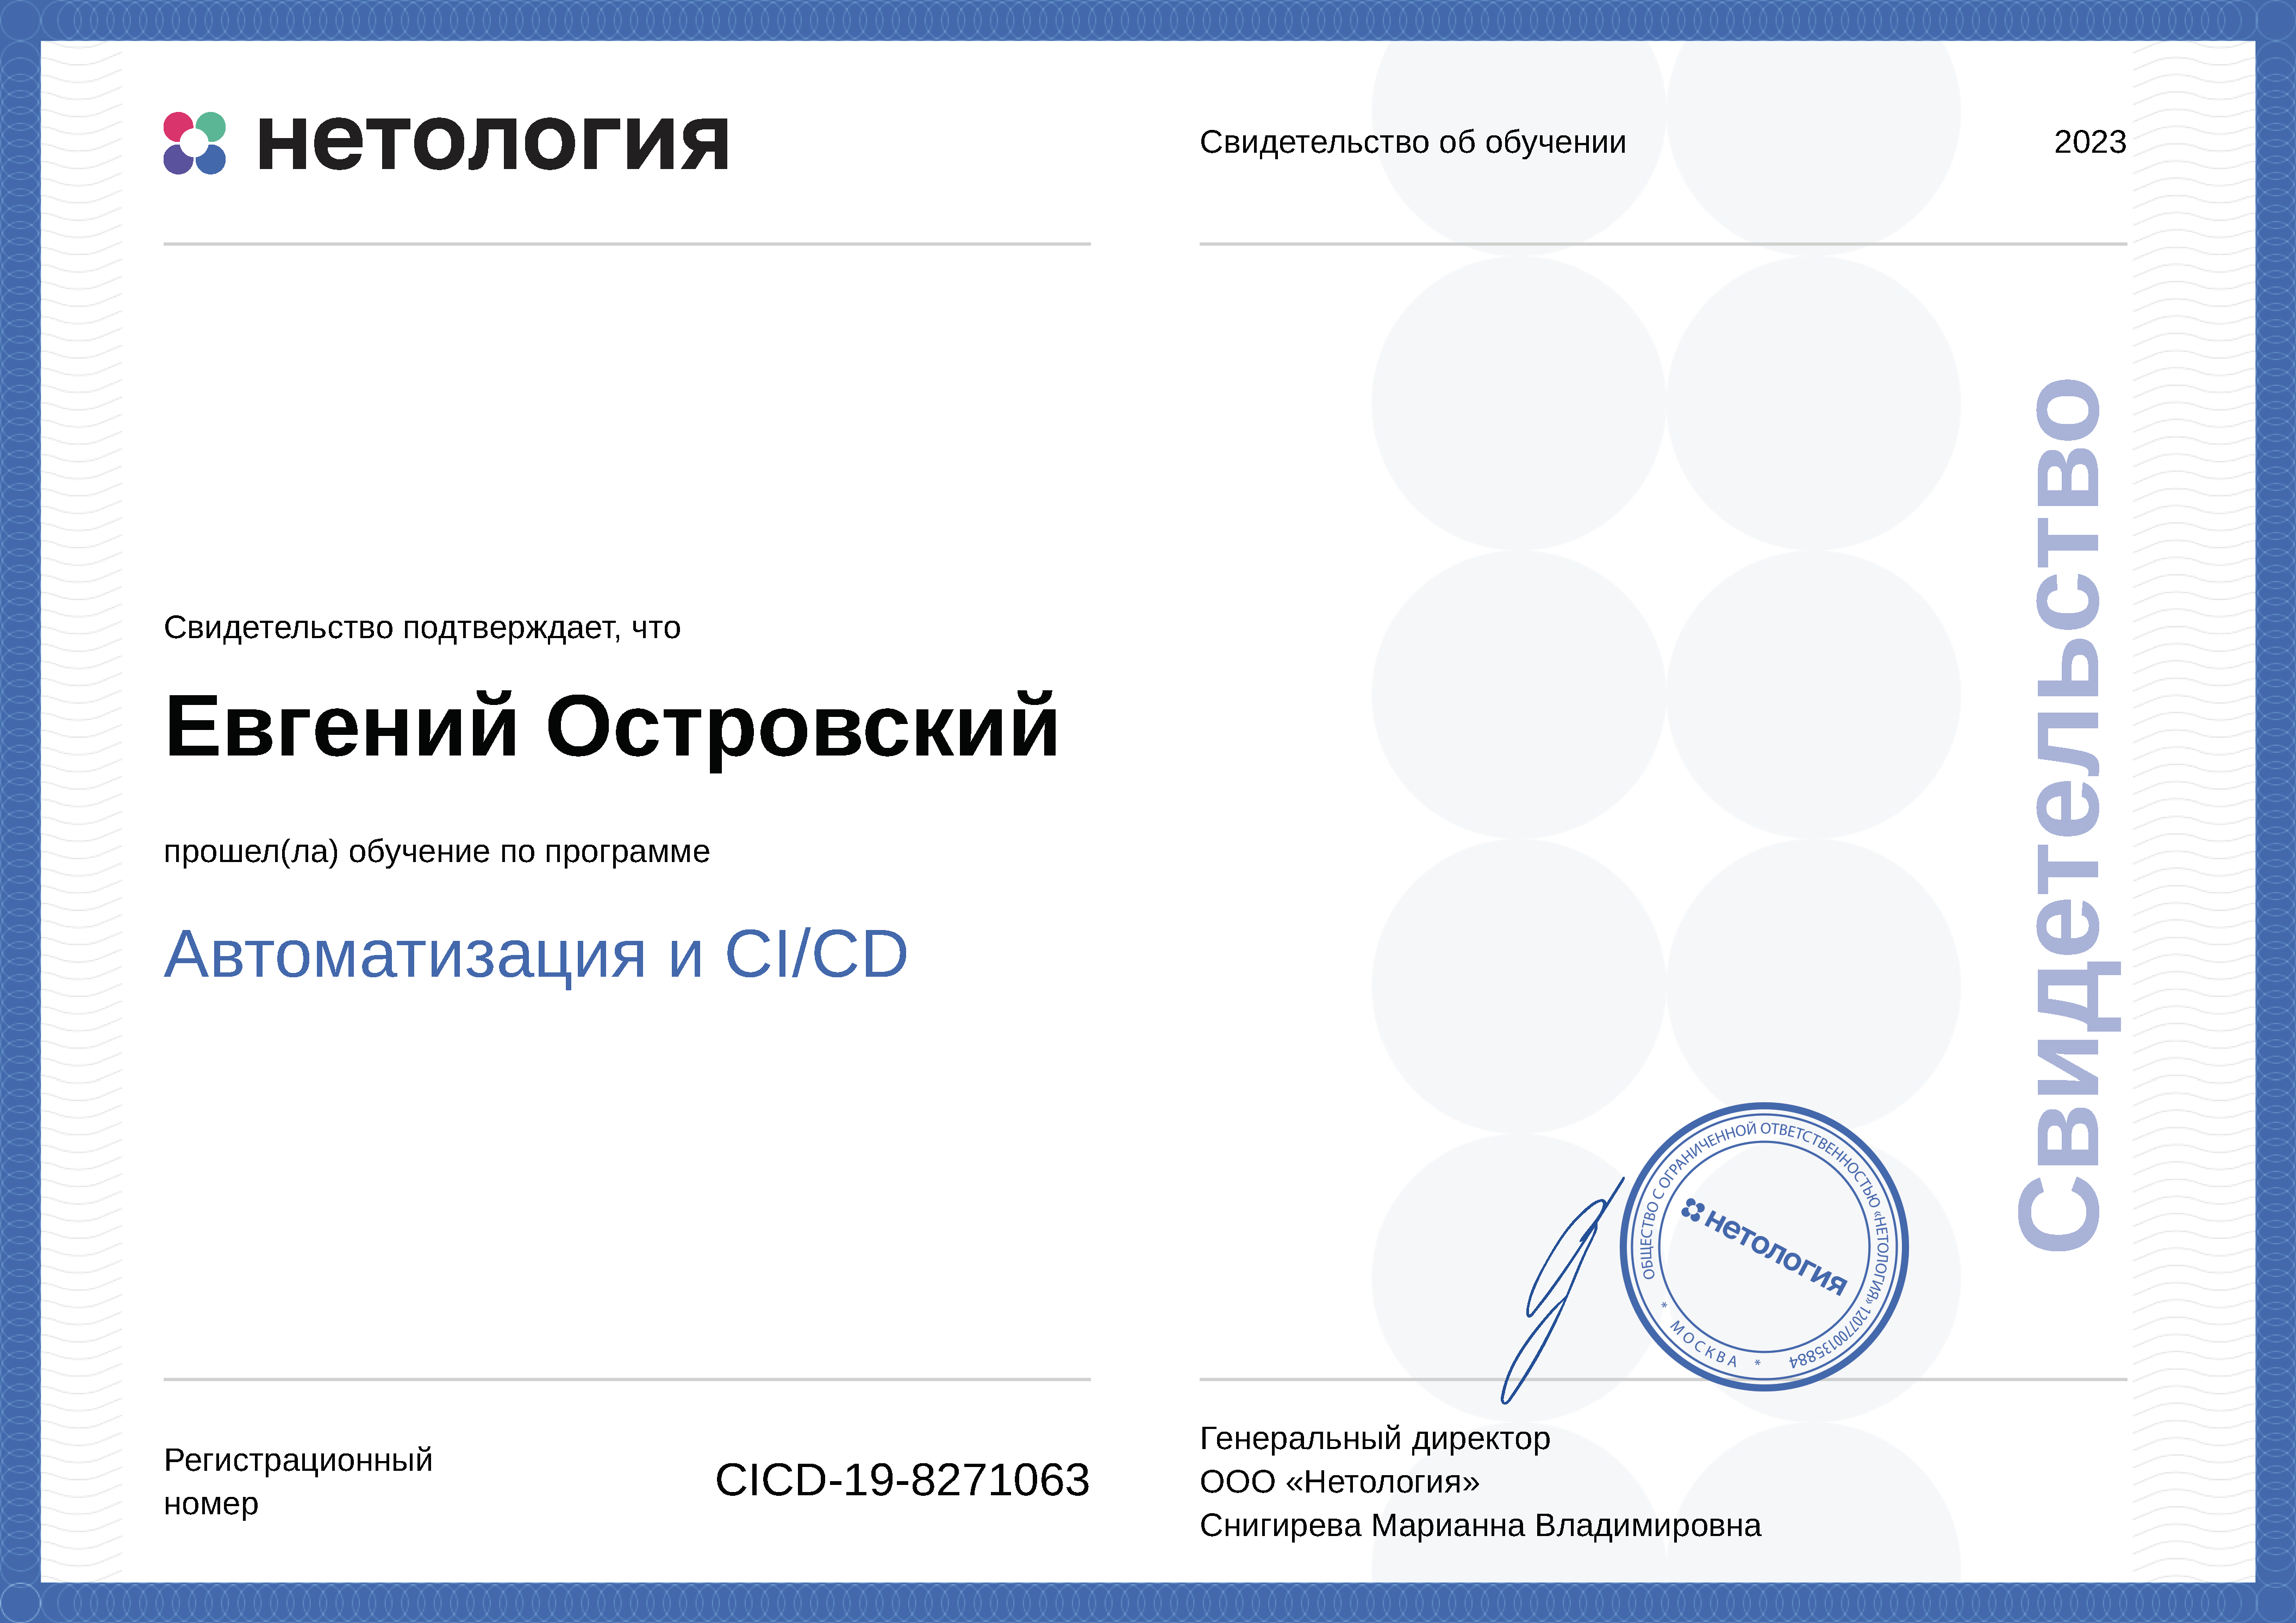 нетология
Свидетельство об обучении
2023
Свидетельство подтверждает, что
Евгений Островский
прошел(ла) обучение по программе
Автоматизация и CI/CD
Свидетельство
ОБЩЕСТВО С ОГРАНИЧЕННОЙ ОТВЕТСТВЕННОСТЬЮ «НЕТОЛОГИЯ» 1207700135884
* МОСКВА *
нетология
Регистрационный
номер
CICD-19-8271063
Генеральный директор
ООО «Нетология»
Снигирева Марианна Владимировна